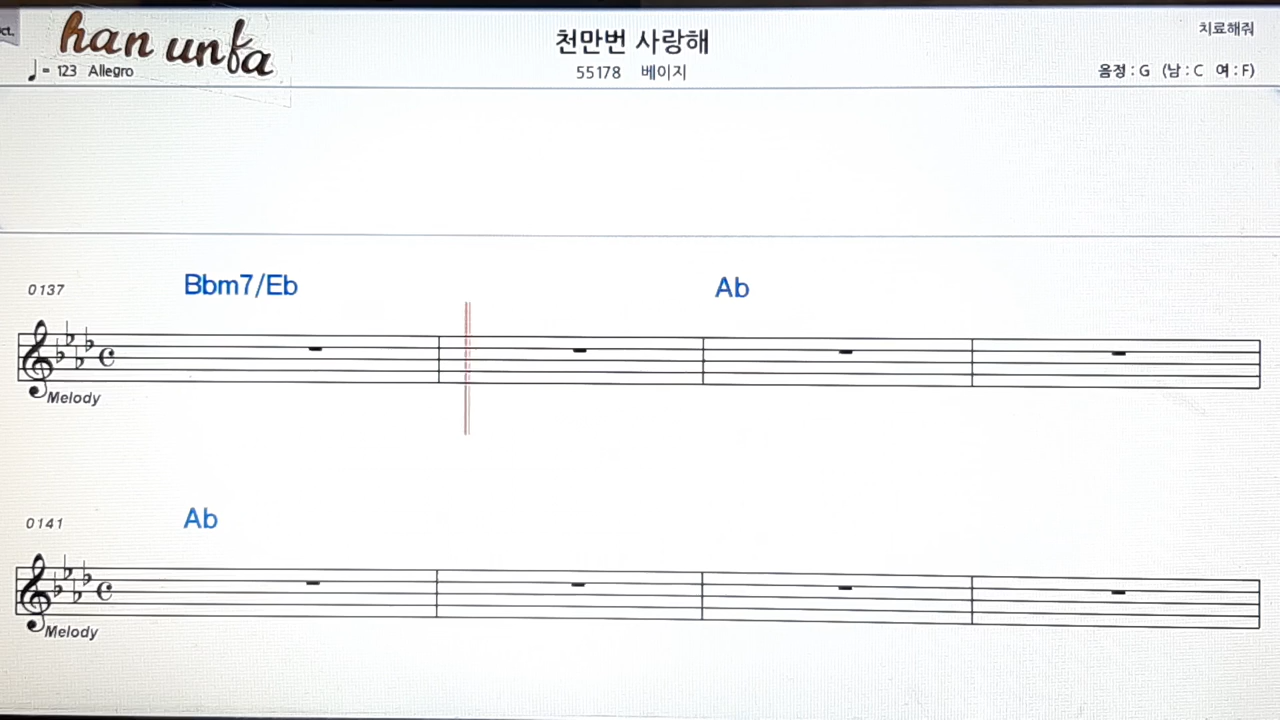 ct.
han unfa
천만번 사랑해
치료해줘
♩= 123 Allegro
55178 베이지
음정 : G (남 : C 여 : F)
0137
Bbm7/Eb
Ab
Melody
0141
Ab
Melody